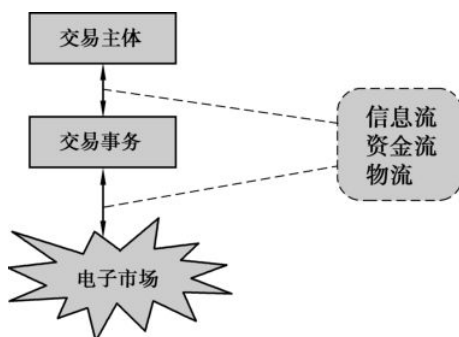 交易主体
交易事务
信息流
资金流
物流
电子市场